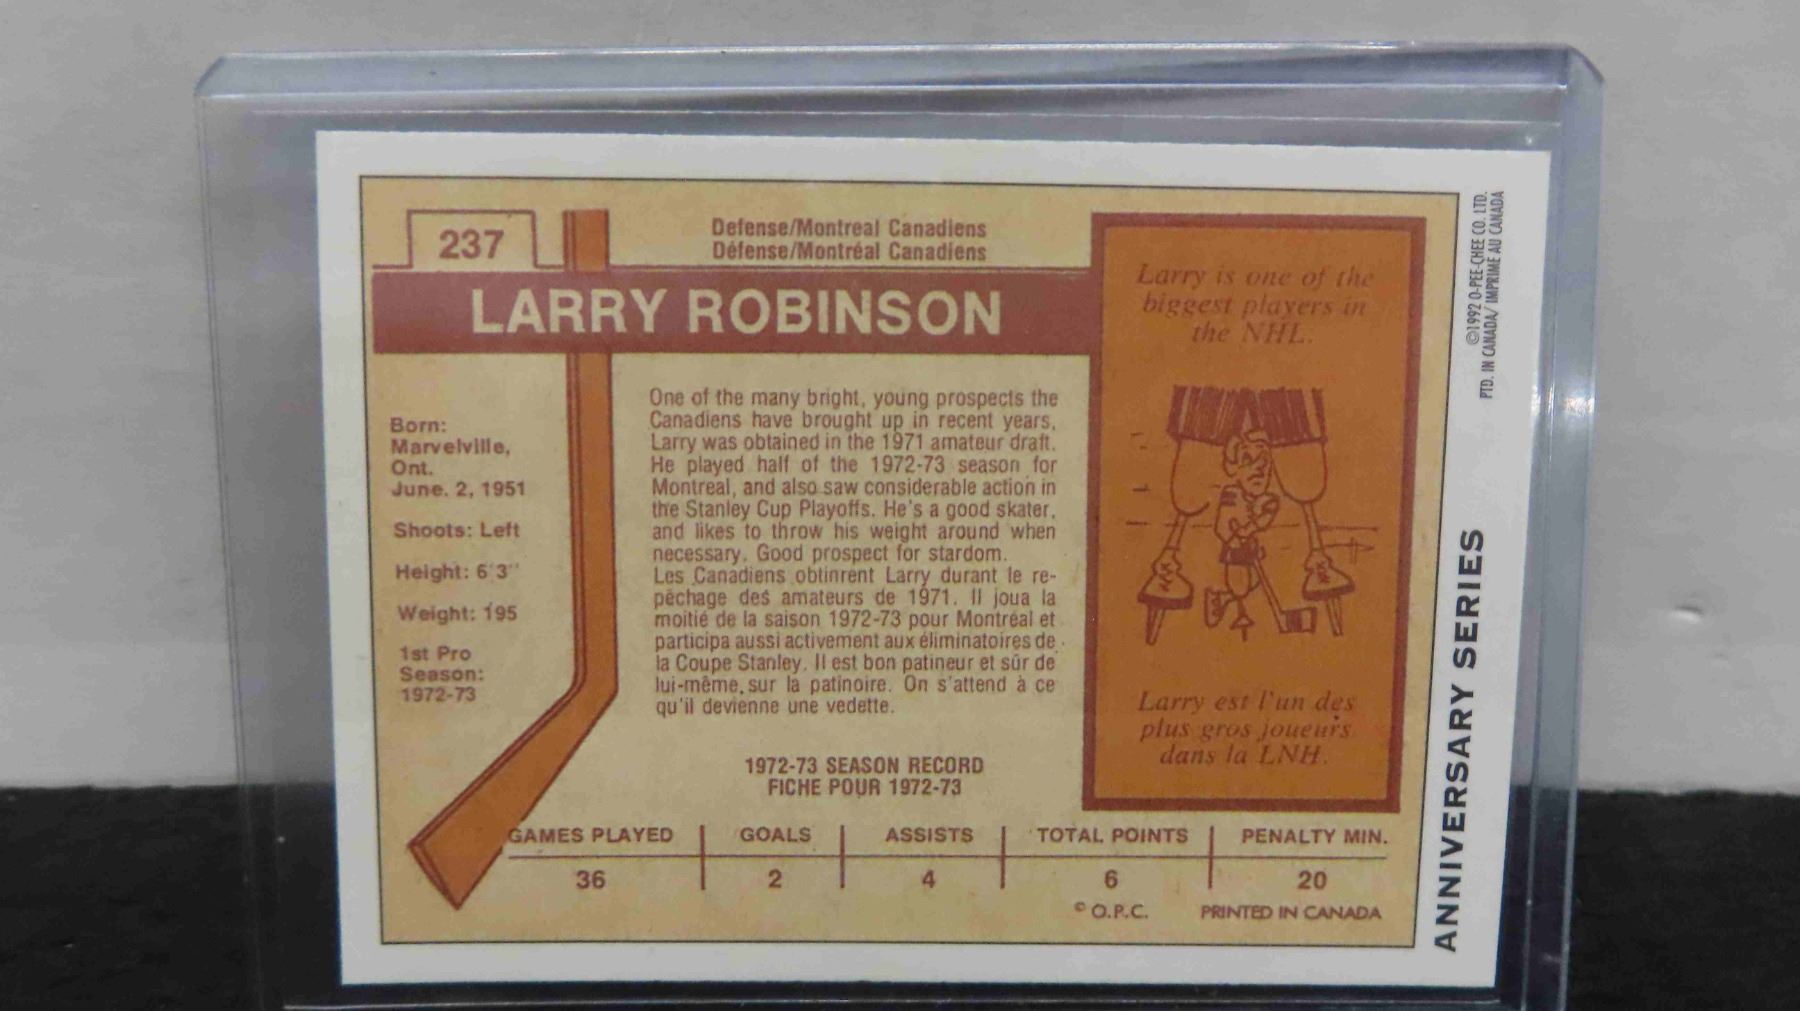 237
Defense/Montreal Canadiens
Défense/Montréal Canadiens
LARRY ROBINSON
Born:
Marvelville,
Ont.
June. 2, 1951
Shoots: Left
Height: 6'3"
Weight: 195
1st Pro
Season:
1972-73
One of the many bright, young prospects the
Canadiens have brought up in recent years,
Larry was obtained in the 1971 amateur draft.
He played half of the 1972-73 season for
Montreal, and also saw considerable action in
the Stanley Cup Playoffs. He's a good skater,
and likes to throw his weight around when
necessary. Good prospect for stardom.
Les Canadiens obtinrent Larry durant le re-
pêchage des amateurs de 1971. Il joua la
moitié de la saison 1972-73 pour Montréal et
participa aussi activement aux éliminatoires de
la Coupe Stanley. Il est bon patineur et sûr de
lui-même, sur la patinoire. On s'attend à ce
qu'il devienne une vedette.
Larry is one of the
biggest players in
the NHL.
Larry est l'un des
plus gros joueurs
dans la LNH.
1972-73 SEASON RECORD
FICHE POUR 1972-73
GAMES PLAYED GOALS ASSISTS TOTAL POINTS PENALTY MIN.
36 2 4 6 20
© O.P.C. PRINTED IN CANADA
©1992 O-PEE-CHEE CO. LTD.
PTD. IN CANADA/ IMPRIMÉ AU CANADA
ANNIVERSARY SERIES